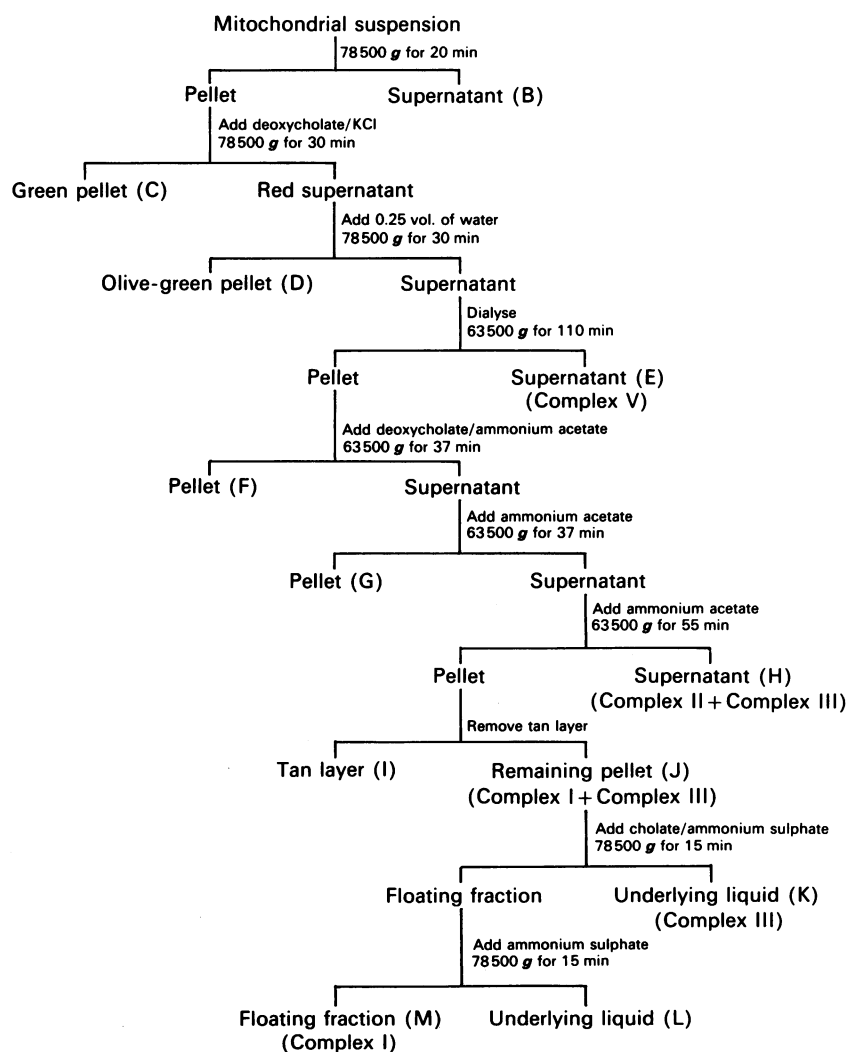 Mitochondrial suspension
78500 g for 20 min
Pellet
Supernatant (B)
Add deoxycholate/KCl
78500 g for 30 min
Green pellet (C)
Red supernatant
Add 0.25 vol. of water
78500 g for 30 min
Olive-green pellet (D)
Supernatant
Dialyse
63500 g for 110 min
Pellet
Supernatant (E)
(Complex V)
Add deoxycholate/ammonium acetate
63500 g for 37 min
Pellet (F)
Supernatant
Add ammonium acetate
63500 g for 37 min
Pellet (G)
Supernatant
Add ammonium acetate
63500 g for 55 min
Pellet
Supernatant (H)
(Complex II + Complex III)
Remove tan layer
Tan layer (I)
Remaining pellet (J)
(Complex I + Complex III)
Add cholate/ammonium sulphate
78500 g for 15 min
Floating fraction
Underlying liquid (K)
(Complex III)
Add ammonium sulphate
78500 g for 15 min
Floating fraction (M)
(Complex I)
Underlying liquid (L)